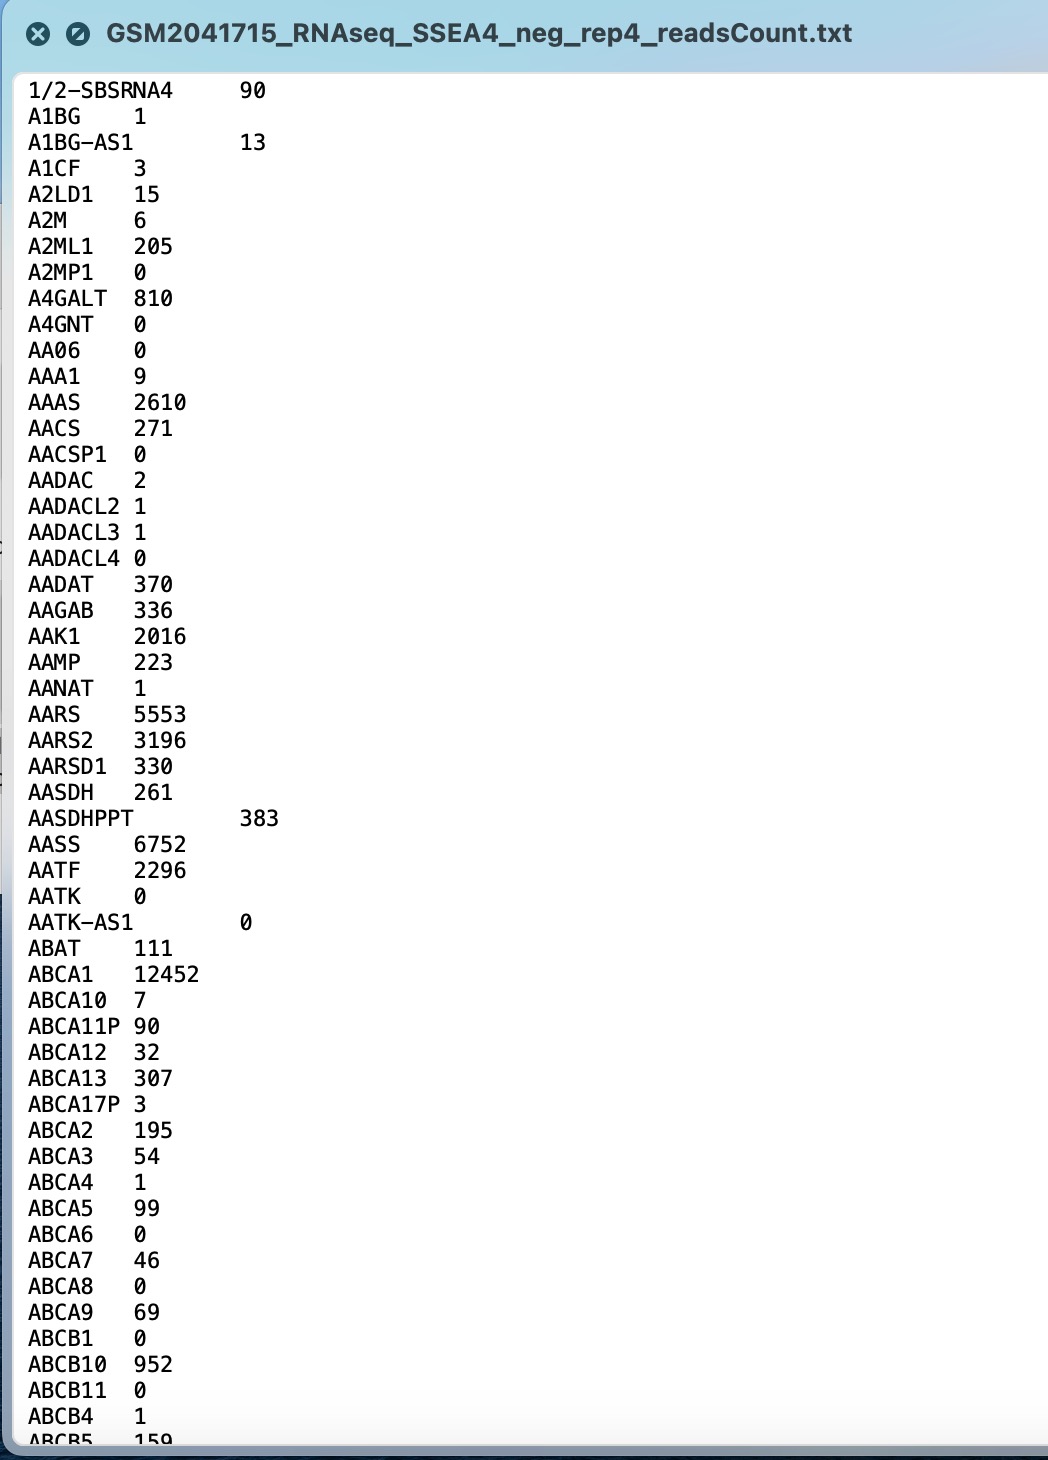 GSM2041715_RNAseq_SSEA4_neg_rep4_readsCount.txt
1/2-SBSRNA4 90
A1BG 1
A1BG-AS1 13
A1CF 3
A2LD1 15
A2M 6
A2ML1 205
A2MP1 0
A4GALT 810
A4GNT 0
AA06 0
AAA1 9
AAAS 2610
AACS 271
AACSP1 0
AADAC 2
AADACL2 1
AADACL3 1
AADACL4 0
AADAT 370
AAGAB 336
AAK1 2016
AAMP 223
AANAT 1
AARS 5553
AARS2 3196
AARSD1 330
AASDH 261
AASDHPPT 383
AASS 6752
AATF 2296
AATK 0
AATK-AS1 0
ABAT 111
ABCA1 12452
ABCA10 7
ABCA11P 90
ABCA12 32
ABCA13 307
ABCA17P 3
ABCA2 195
ABCA3 54
ABCA4 1
ABCA5 99
ABCA6 0
ABCA7 46
ABCA8 0
ABCA9 69
ABCB1 0
ABCB10 952
ABCB11 0
ABCB4 1
ABCB5 159